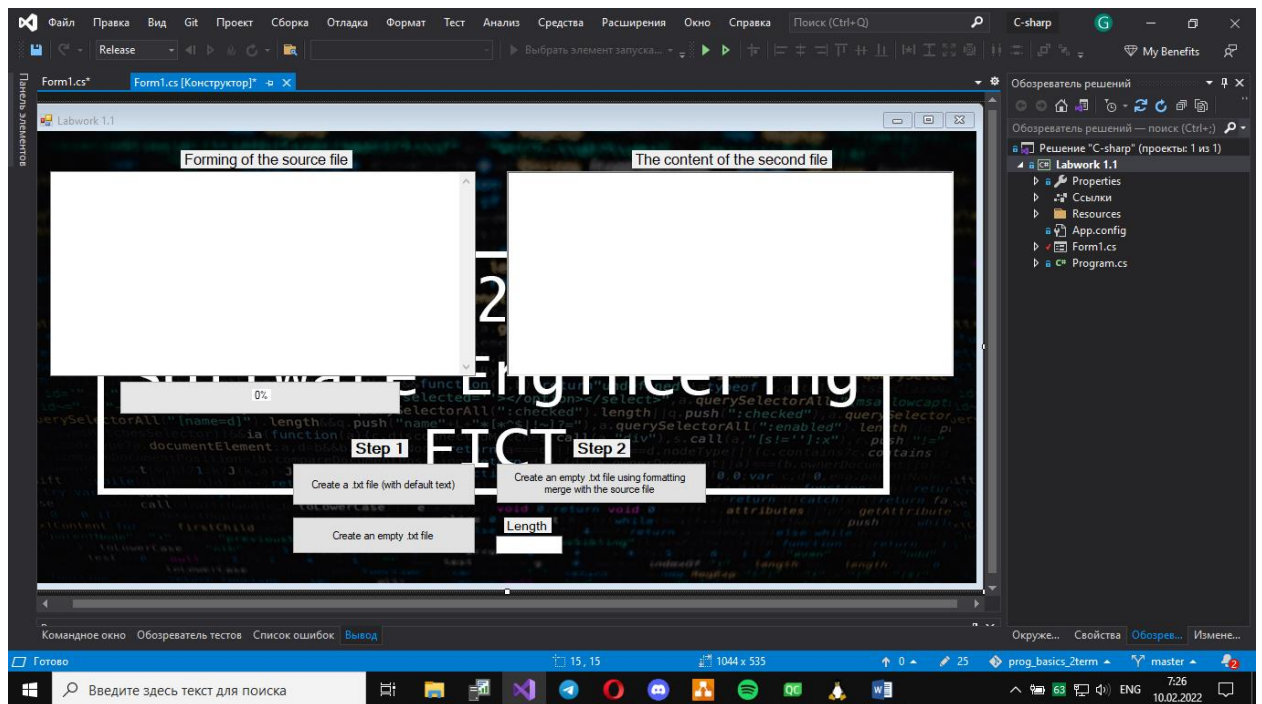 Файл Правка Вид Git Проект Сборка Отладка Формат Тест Анализ Средства Расширения Окно Справка Поиск (Ctrl+Q) C-sharp G
Release Выбрать элемент запуска... My Benefits
Панель элементов
Form1.cs* Form1.cs [Конструктор]*
Labwork 1.1
Forming of the source file
The content of the second file
2
Software Engineering
FICT
0%
Step 1
Step 2
Create a .txt file (with default text)
Create an empty .txt file using formatting
merge with the source file
Create an empty .txt file
Length
Обозреватель решений
Обозреватель решений — поиск (Ctrl+;)
Решение "C-sharp" (проекты: 1 из 1)
Labwork 1.1
Properties
Ссылки
Resources
App.config
Form1.cs
Program.cs
Командное окно Обозреватель тестов Список ошибок Вывод
Окруже... Свойства Обозрев... Измене...
Готово 15 , 15 1044 x 535 0 25 prog_basics_2term master 2
Введите здесь текст для поиска QC 63 ENG 7:26
10.02.2022